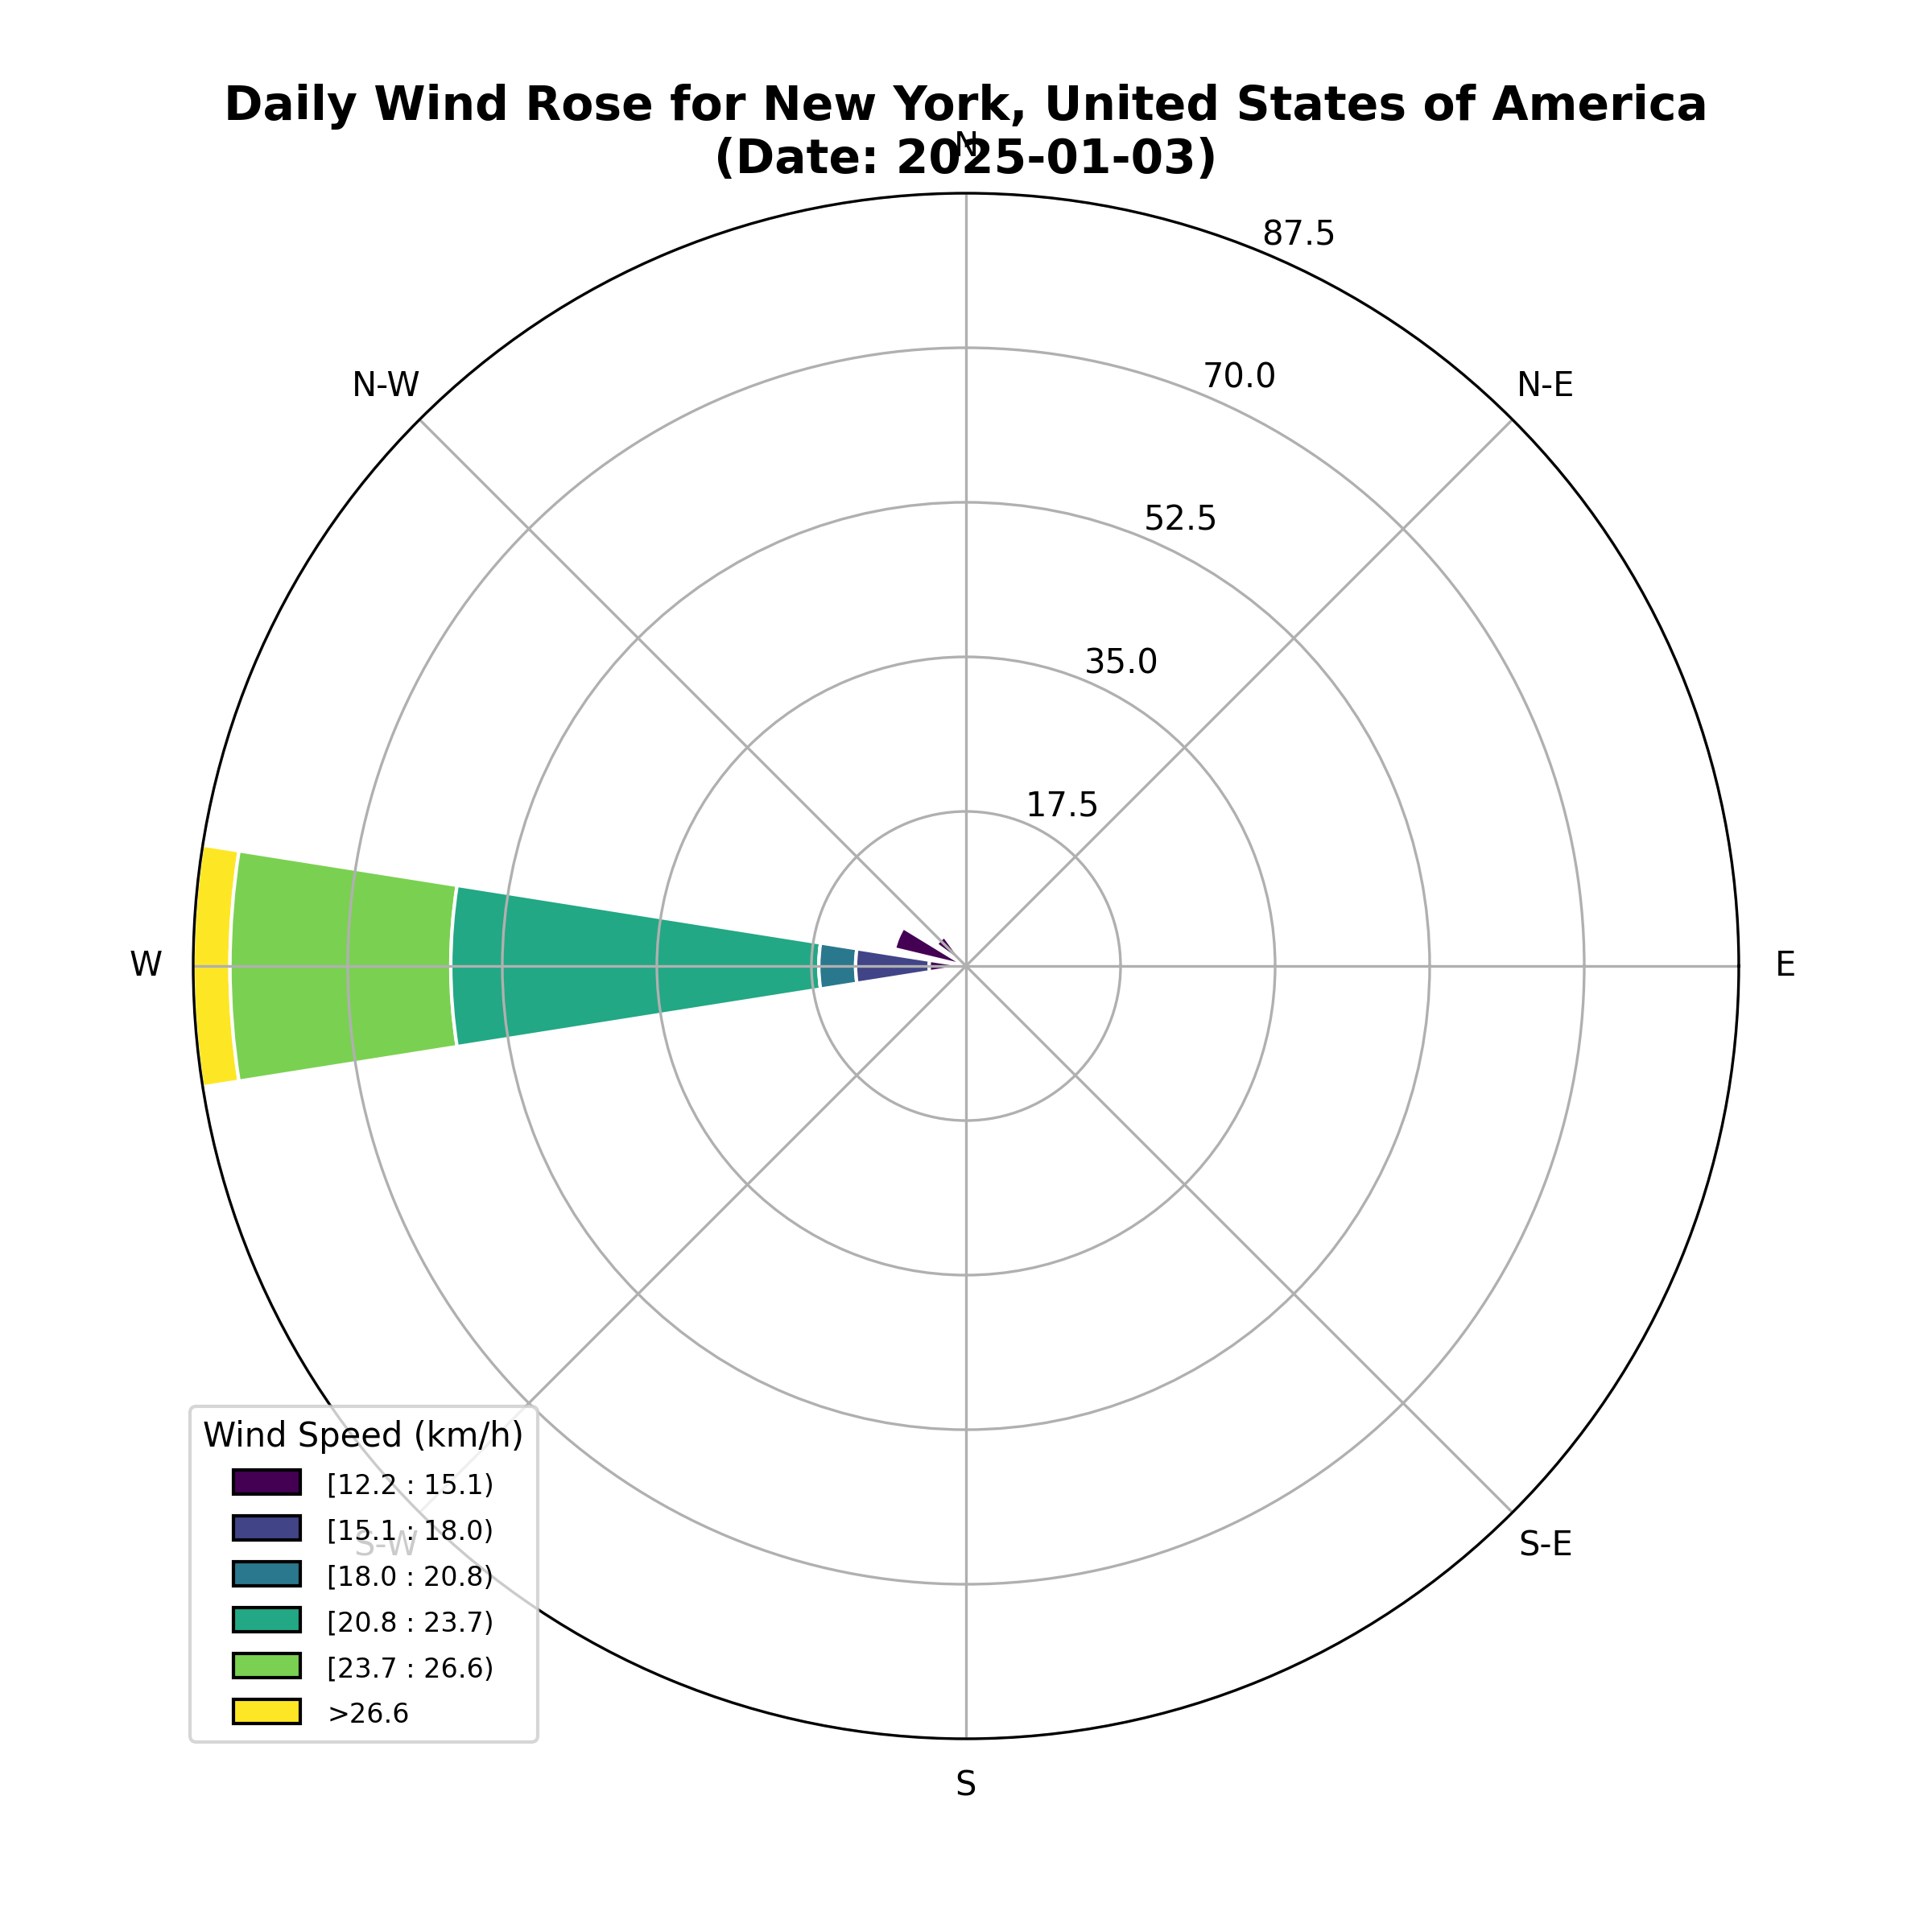 Daily Wind Rose for New York, United States of America
(Date: 2025-01-03)
N
87.5
70.0
N-W
N-E
52.5
35.0
17.5
W
E
Wind Speed (km/h)
[12.2 : 15.1)
[15.1 : 18.0)
S-W
S-E
[18.0 : 20.8)
[20.8 : 23.7)
[23.7 : 26.6)
>26.6
S